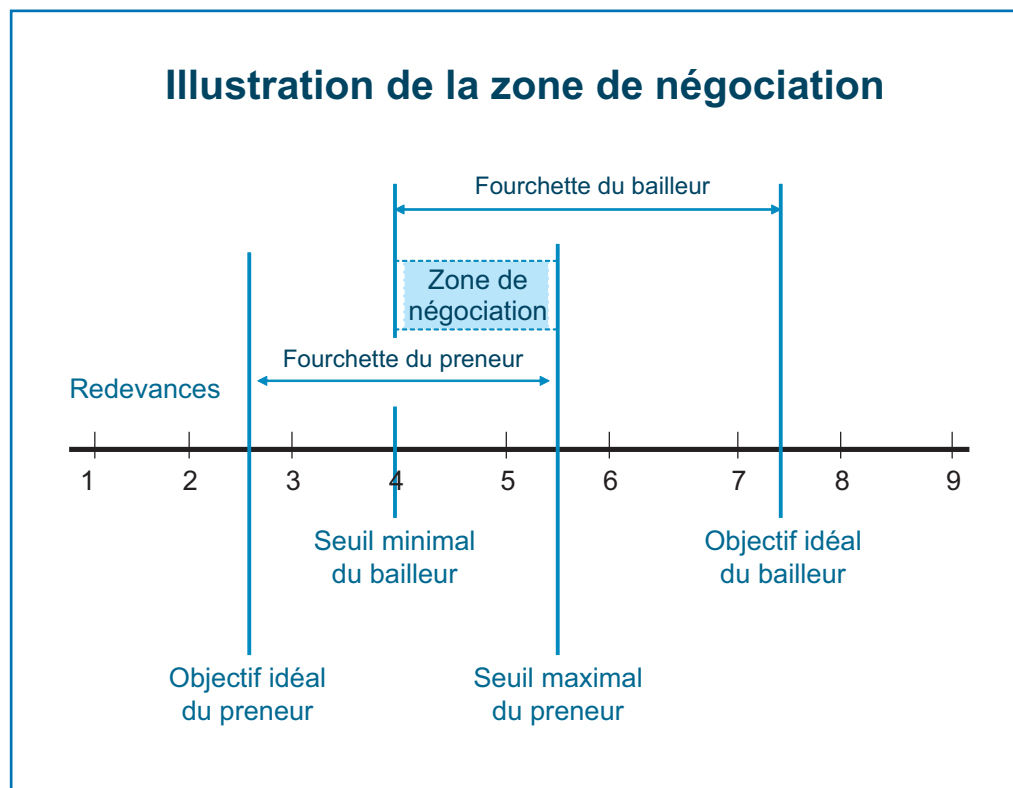 Illustration de la zone de négociation
Fourchette du bailleur
Zone de
négociation
Fourchette du preneur
Redevances
1 2 3 4 5 6 7 8 9
Seuil minimal
du bailleur
Objectif idéal
du bailleur
Objectif idéal
du preneur
Seuil maximal
du preneur